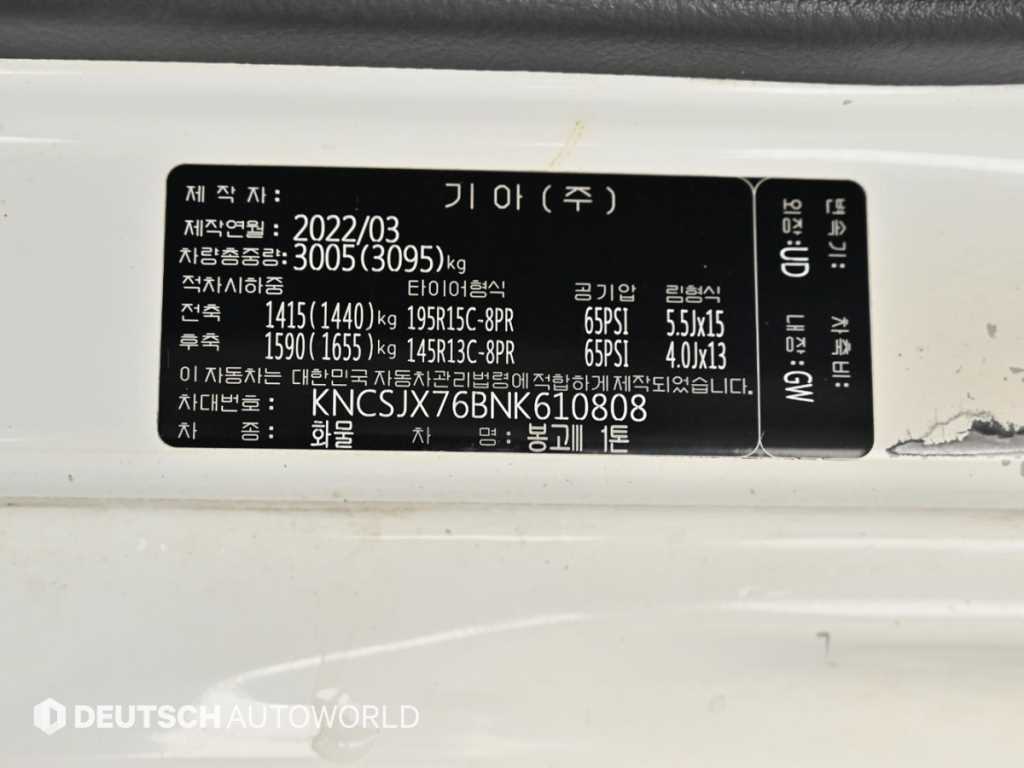 제 작 자 : 기 아 ( 주 )
제작연월 : 2022/03
차량총중량: 3005(3095)kg
적차시하중 타이어형식 공기압 림형식
전축 1415(1440)kg 195R15C-8PR 65PSI 5.5Jx15
후축 1590(1655)kg 145R13C-8PR 65PSI 4.0Jx13
이 자동차는 대한민국 자동차관리법령에 적합하게 제작되었습니다.
차대번호 : KNCSJX76BNK610808
차 종 : 화물 차 명 : 봉고Ⅲ 1톤
변속기: 차축비:
외장:UD 내장:GW
DEUTSCH AUTOWORLD